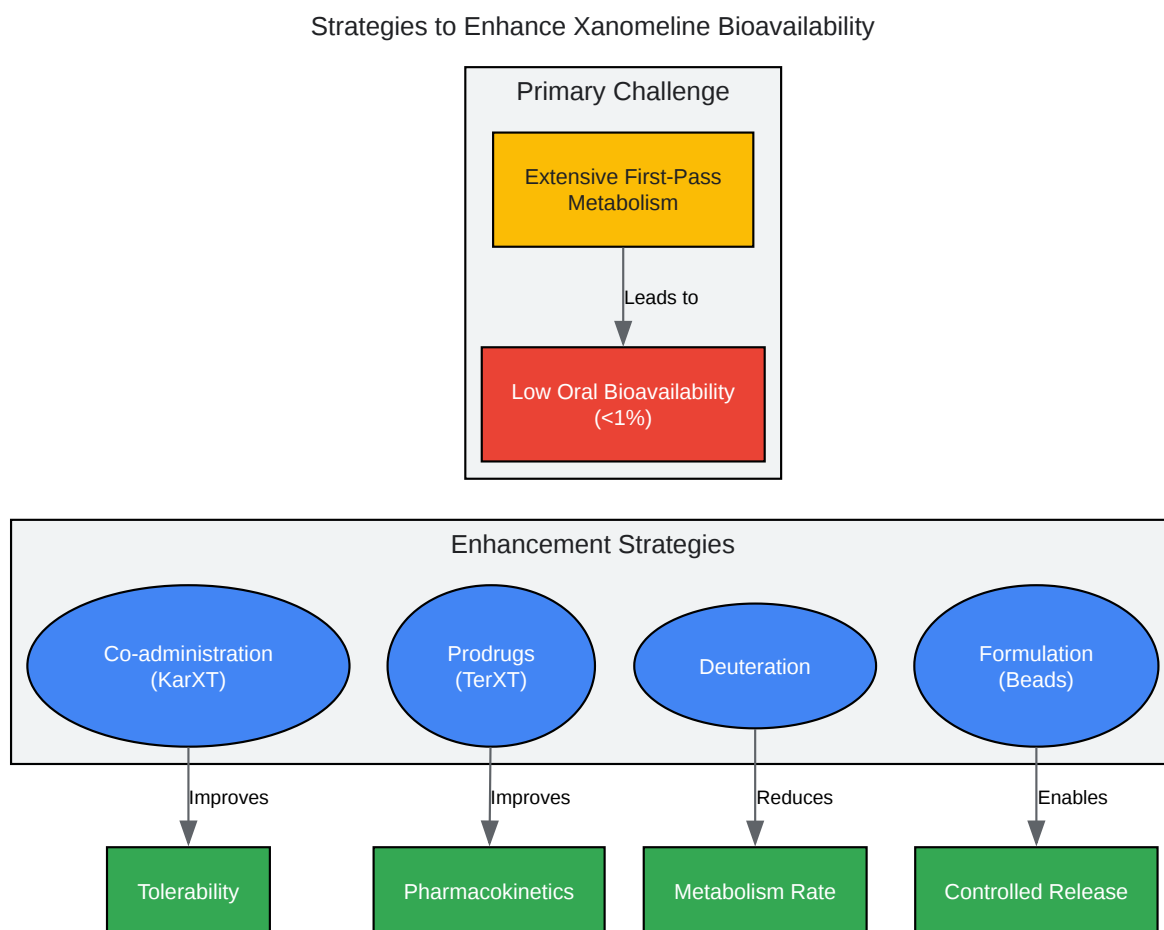 Strategies to Enhance Xanomeline Bioavailability
Primary Challenge
Extensive First-Pass
Metabolism
Leads to
Low Oral Bioavailability
(<1%)
Enhancement Strategies
Co-administration
(KarXT)
Prodrugs
(TerXT)
Deuteration
Formulation
(Beads)
Improves
Improves
Reduces
Enables
Tolerability
Pharmacokinetics
Metabolism Rate
Controlled Release